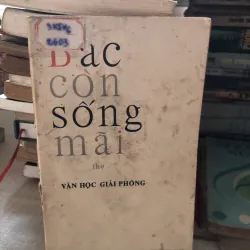 Bác
còn
sống
mãi
thơ
VĂN HỌC GIẢI PHÓNG